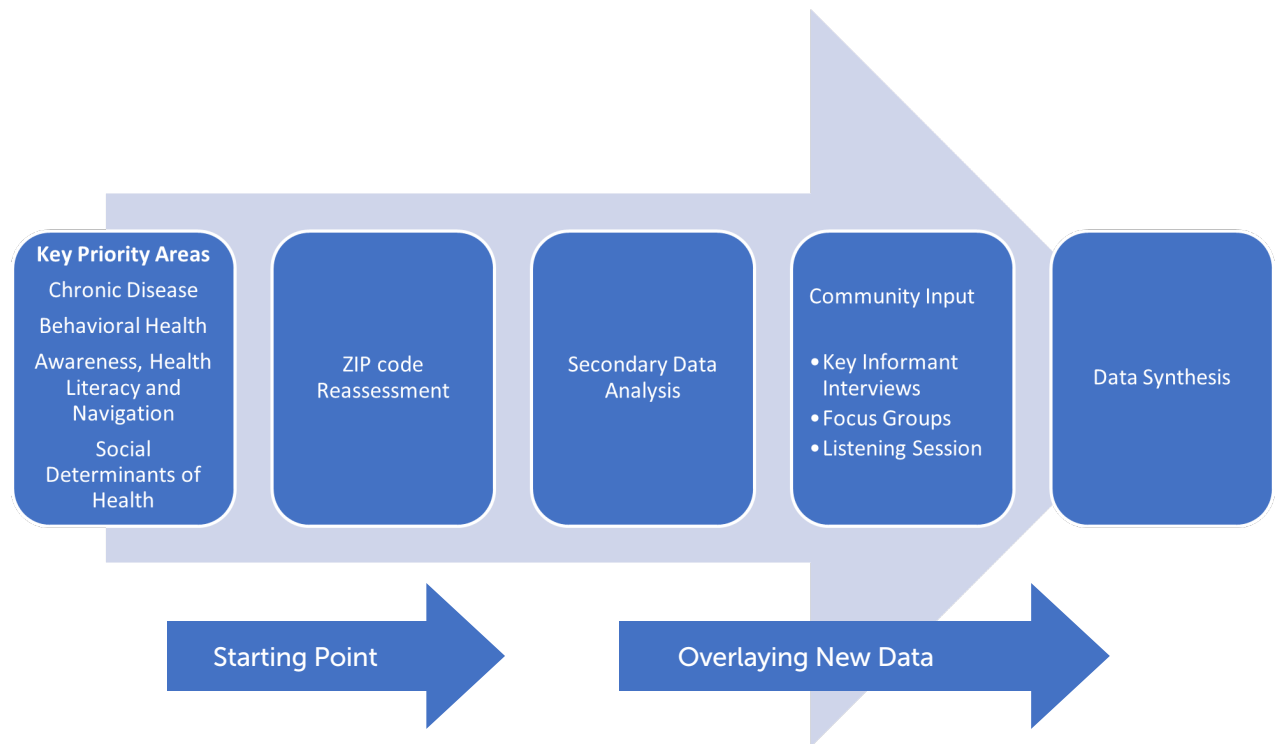 Key Priority Areas
Chronic Disease
Behavioral Health
Awareness, Health
Literacy and
Navigation
Social
Determinants of
Health
ZIP code
Reassessment
Secondary Data
Analysis
Community Input
•Key Informant
Interviews
•Focus Groups
•Listening Session
Data Synthesis
Starting Point
Overlaying New Data